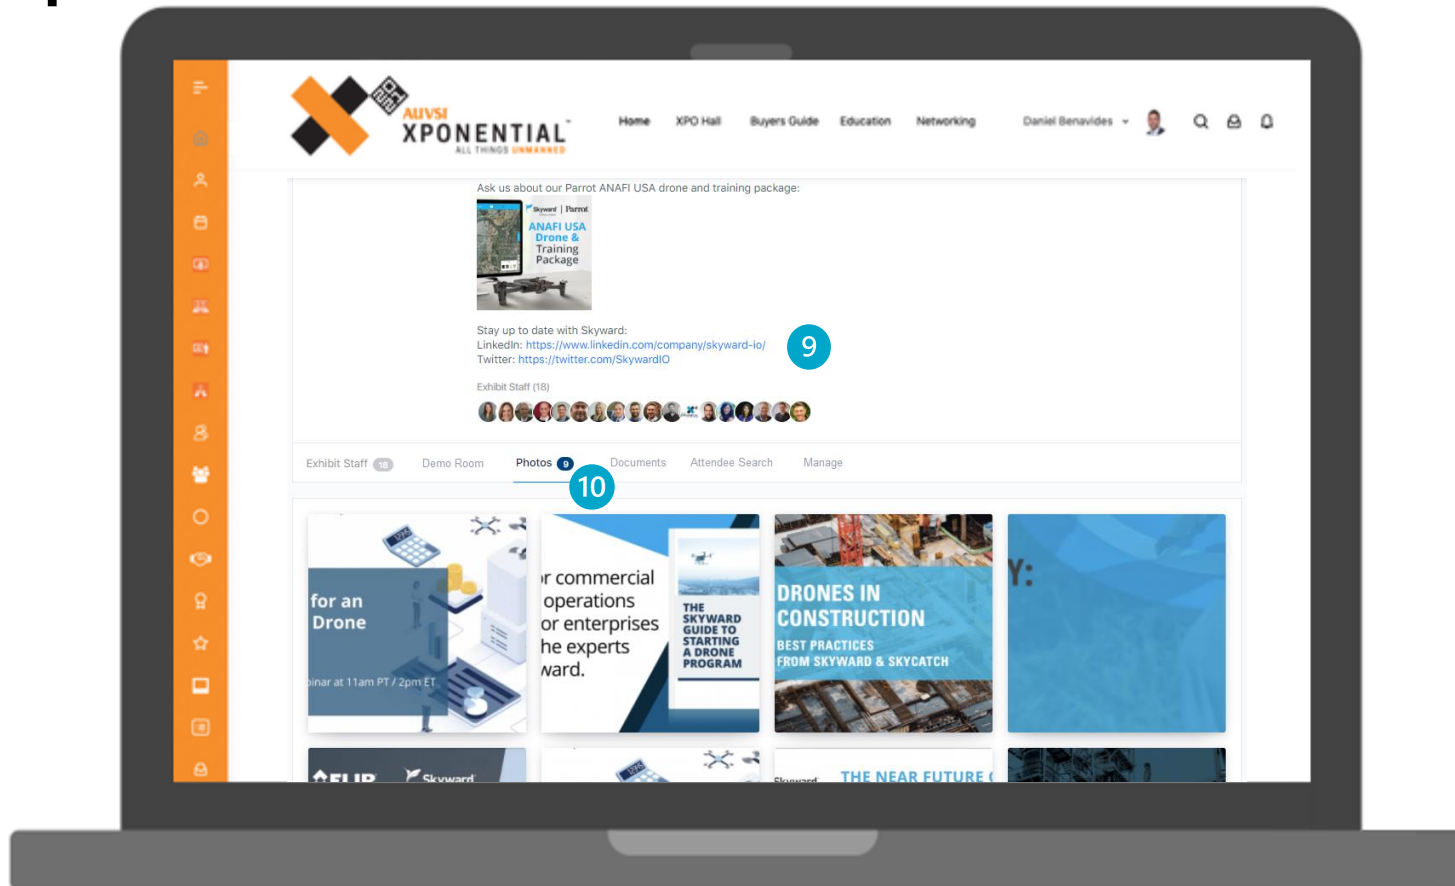 AUVSI
XPONENTIAL
ALL THINGS UNMANNED
Home XPO Hall Buyers Guide Education Networking Daniel Benavides
Ask us about our Parrot ANAFI USA drone and training package:
Skyward | Parrot
ANAFI USA
Drone &
Training
Package
Stay up to date with Skyward:
LinkedIn: https://www.linkedin.com/company/skyward-io/
Twitter: https://twitter.com/SkywardIO
9
Exhibit Staff (18)
Exhibit Staff 18 Demo Room Photos 9 Documents Attendee Search Manage
10
for an
Drone
inar at 11am PT / 2pm ET
r commercial
operations
or enterprises
he experts
ward.
THE
SKYWARD
GUIDE TO
STARTING
A DRONE
PROGRAM
DRONES IN
CONSTRUCTION
BEST PRACTICES
FROM SKYWARD & SKYCATCH
Y:
FLIR Skyward
Skyward THE NEAR FUTURE